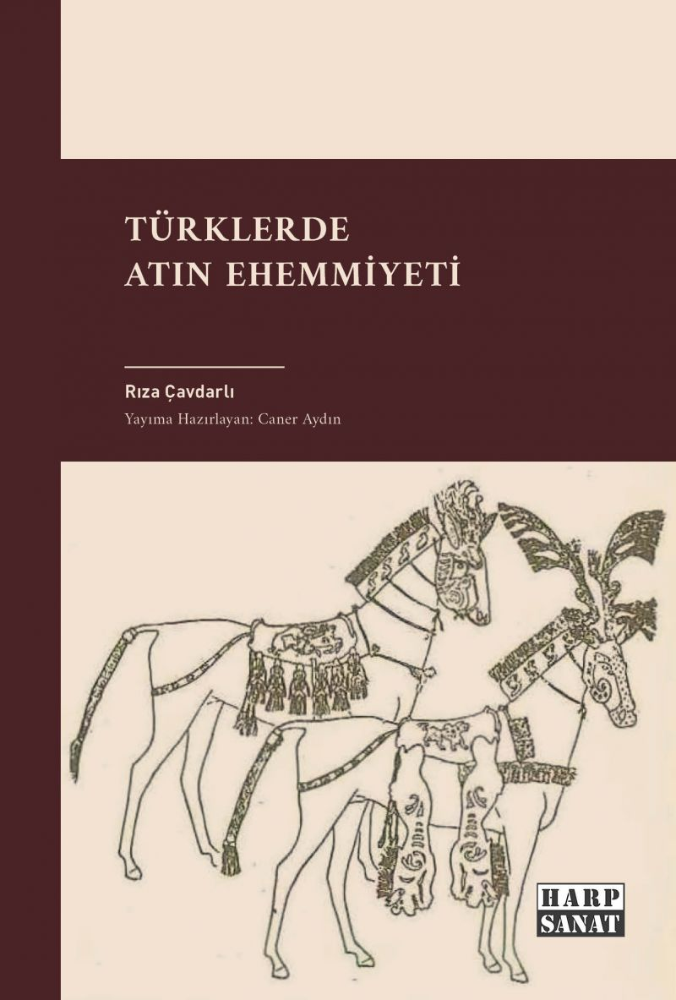 TÜRKLERDE
ATIN EHEMMİYETİ
Rıza Çavdarlı
Yayıma Hazırlayan: Caner Aydın
HARP
SANAT